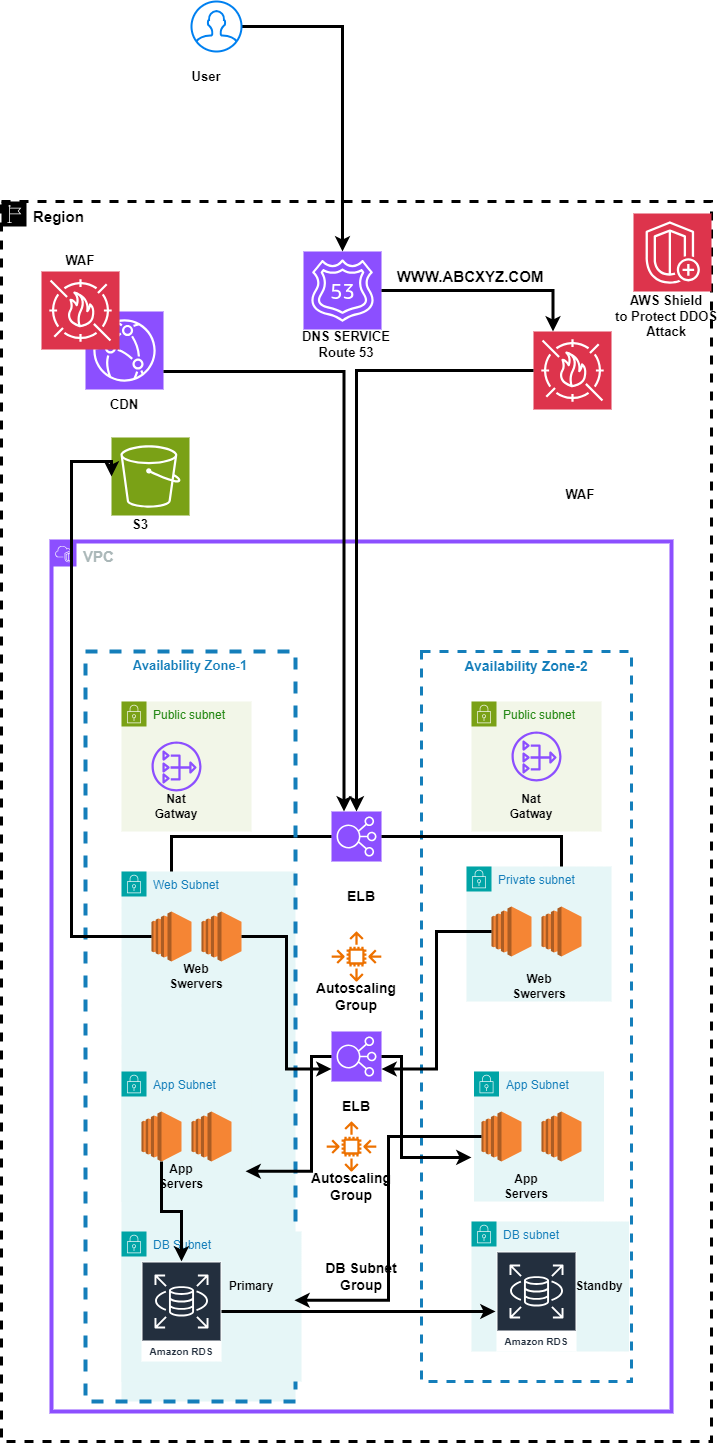 User
Region
WAF
53
WWW.ABCXYZ.COM
AWS Shield
to Protect DDOS
Attack
DNS SERVICE
Route 53
CDN
WAF
S3
VPC
Availability Zone-1
Availability Zone-2
Public subnet
Nat
Gatway
Public subnet
Nat
Gatway
ELB
Web Subnet
Web
Swervers
Private subnet
Web
Swervers
Autoscaling
Group
ELB
App Subnet
App
Servers
App Subnet
App
Servers
Autoscaling
Group
DB Subnet
Primary
Amazon RDS
DB Subnet
Group
DB subnet
Standby
Amazon RDS